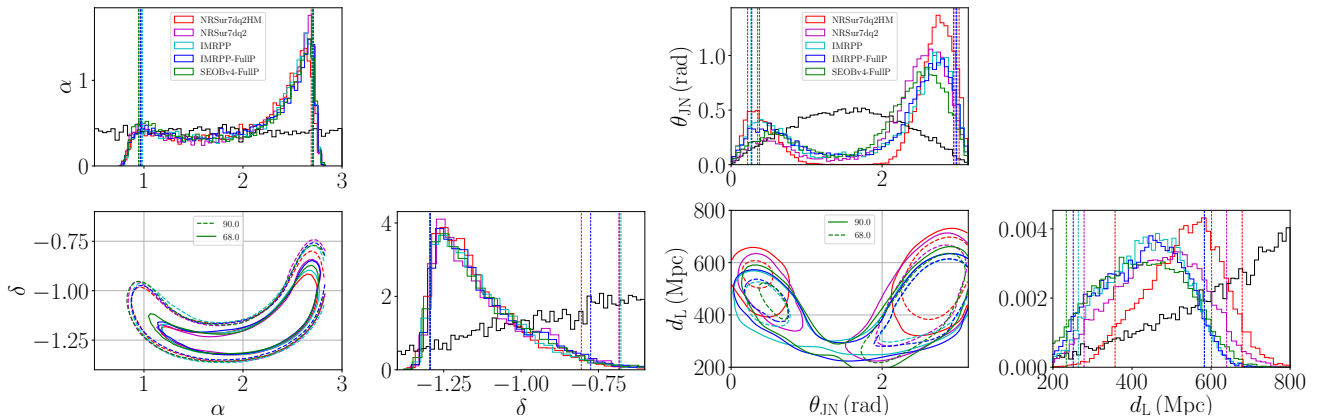 NRSur7dq2HM
NRSur7dq2
IMRPP
IMRPP-FullP
SEOBv4-FullP
α
1
0
1
2
3
NRSur7dq2HM
NRSur7dq2
IMRPP
IMRPP-FullP
SEOBv4-FullP
θJN (rad)
1.0
0.5
0.0
0
2
90.0
68.0
δ
−0.75
−1.00
−1.25
1
2
3
α
4
2
0
−1.25
−1.00
−0.75
δ
90.0
68.0
dL (Mpc)
800
600
400
200
0
2
θJN (rad)
0.004
0.002
0.000
200
400
600
800
dL (Mpc)